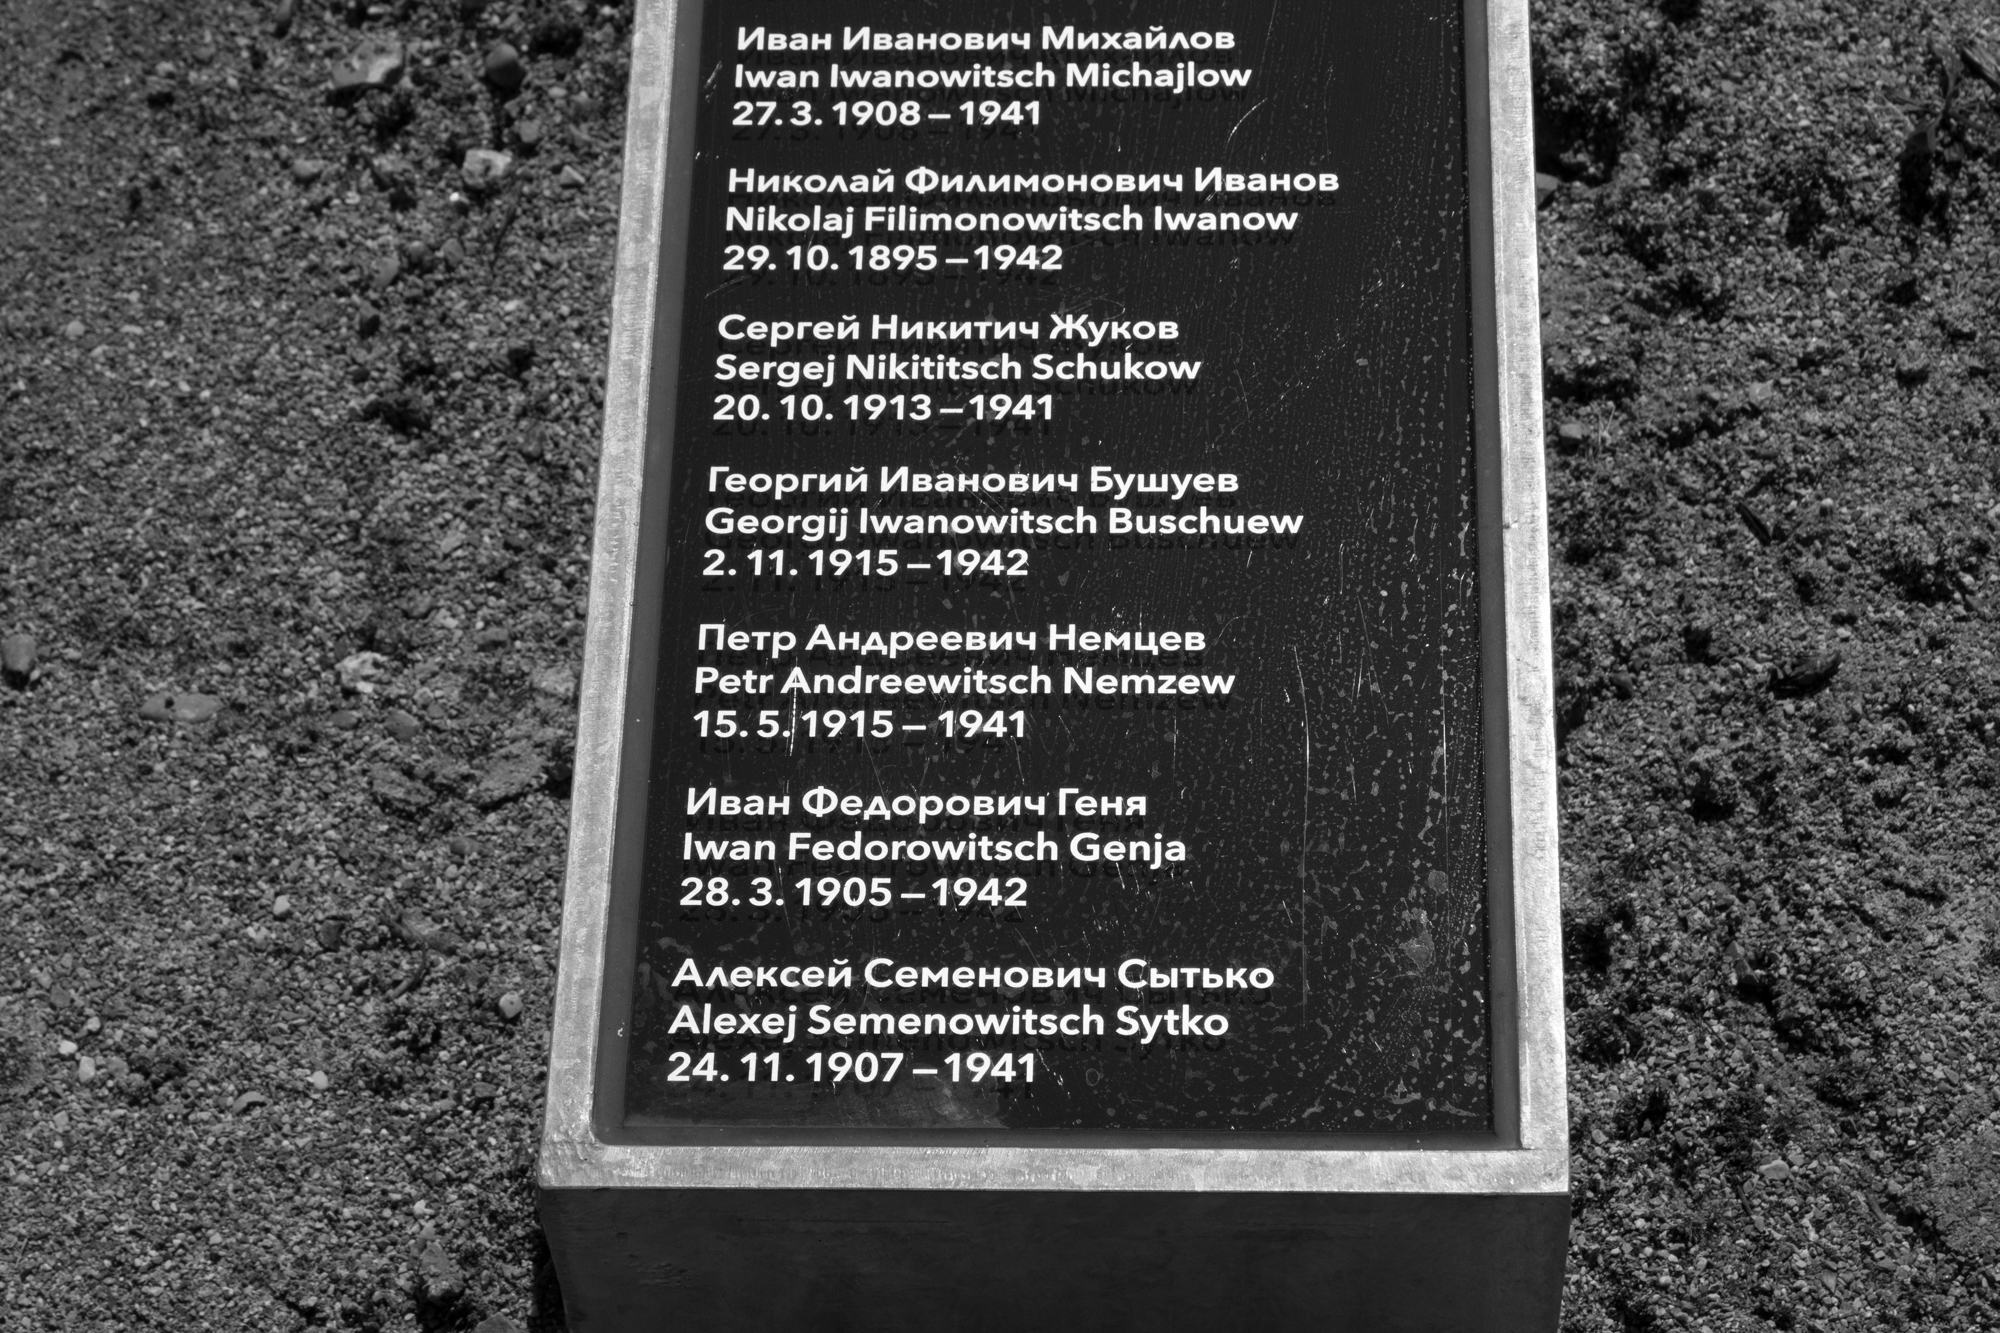 Иван Иванович Михайлов
Iwan Iwanowitsch Michajlow
27. 3. 1908 – 1941
Николай Филимонович Иванов
Nikolaj Filimonowitsch Iwanow
29. 10. 1895 – 1942
Сергей Никитич Жуков
Sergej Nikititsch Schukow
20. 10. 1913 – 1941
Георгий Иванович Бушуев
Georgij Iwanowitsch Buschuew
2. 11. 1915 – 1942
Петр Андреевич Немцев
Petr Andreewitsch Nemzew
15. 5. 1915 – 1941
Иван Федорович Геня
Iwan Fedorowitsch Genja
28. 3. 1905 – 1942
Алексей Семенович Сытько
Alexej Semenowitsch Sytko
24. 11. 1907 – 1941